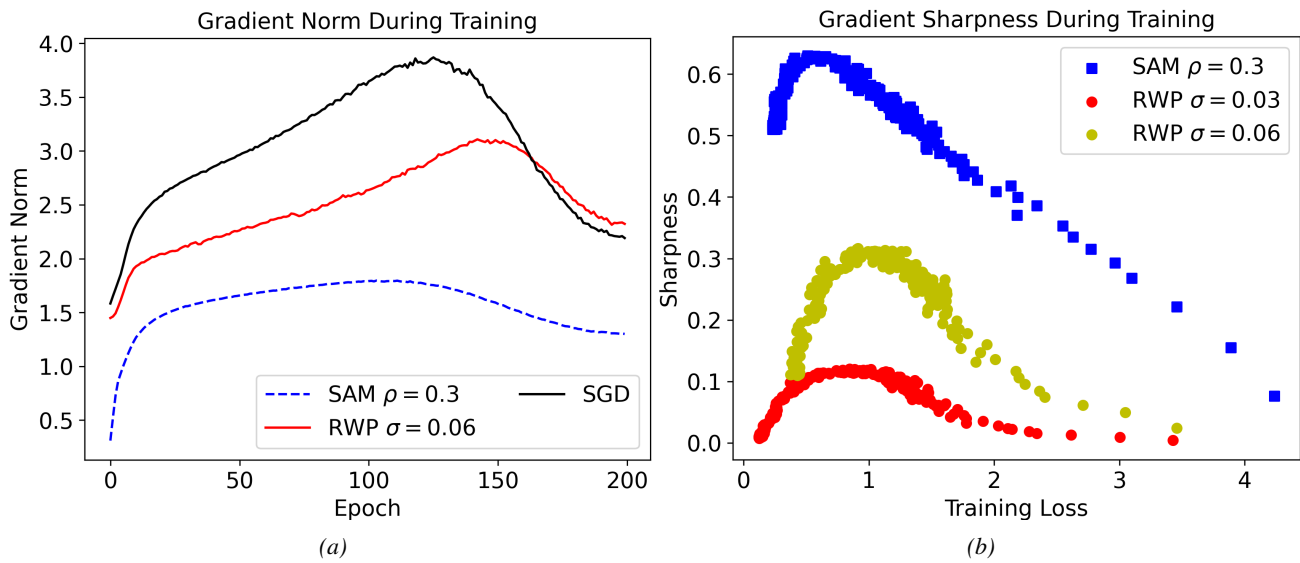 Gradient Norm During Training
Gradient Norm
4.0
3.5
3.0
2.5
2.0
1.5
1.0
0.5
0
50
100
150
200
Epoch
SAM ρ = 0.3
RWP σ = 0.06
SGD
(a)
Gradient Sharpness During Training
Sharpness
0.6
0.5
0.4
0.3
0.2
0.1
0.0
0
1
2
3
4
Training Loss
SAM ρ = 0.3
RWP σ = 0.03
RWP σ = 0.06
(b)